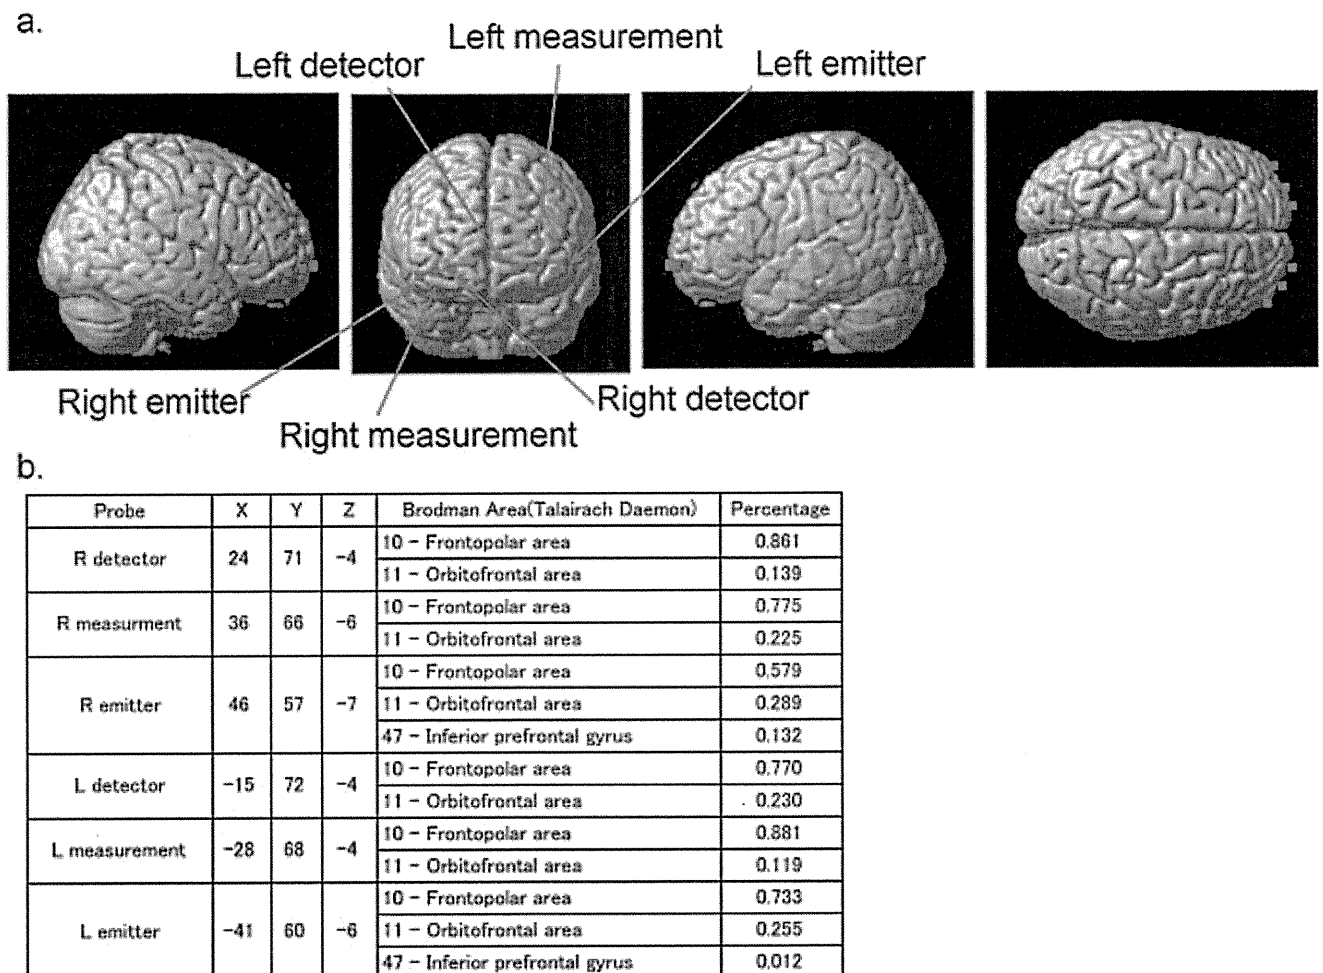 a.
Left measurement
Left detector
Left emitter
Right emitter
Right detector
Right measurement
b.
Probe X Y Z Brodman Area(Talairach Daemon) Percentage
R detector 24 71 -4 10 - Frontopolar area 0.861
11 - Orbitofrontal area 0.139
R measurment 36 66 -6 10 - Frontopolar area 0.775
11 - Orbitofrontal area 0.225
R emitter 46 57 -7 10 - Frontopolar area 0.579
11 - Orbitofrontal area 0.289
47 - Inferior prefrontal gyrus 0.132
L detector -15 72 -4 10 - Frontopolar area 0.770
11 - Orbitofrontal area 0.230
L measurement -28 68 -4 10 - Frontopolar area 0.881
11 - Orbitofrontal area 0.119
L emitter -41 60 -6 10 - Frontopolar area 0.733
11 - Orbitofrontal area 0.255
47 - Inferior prefrontal gyrus 0.012